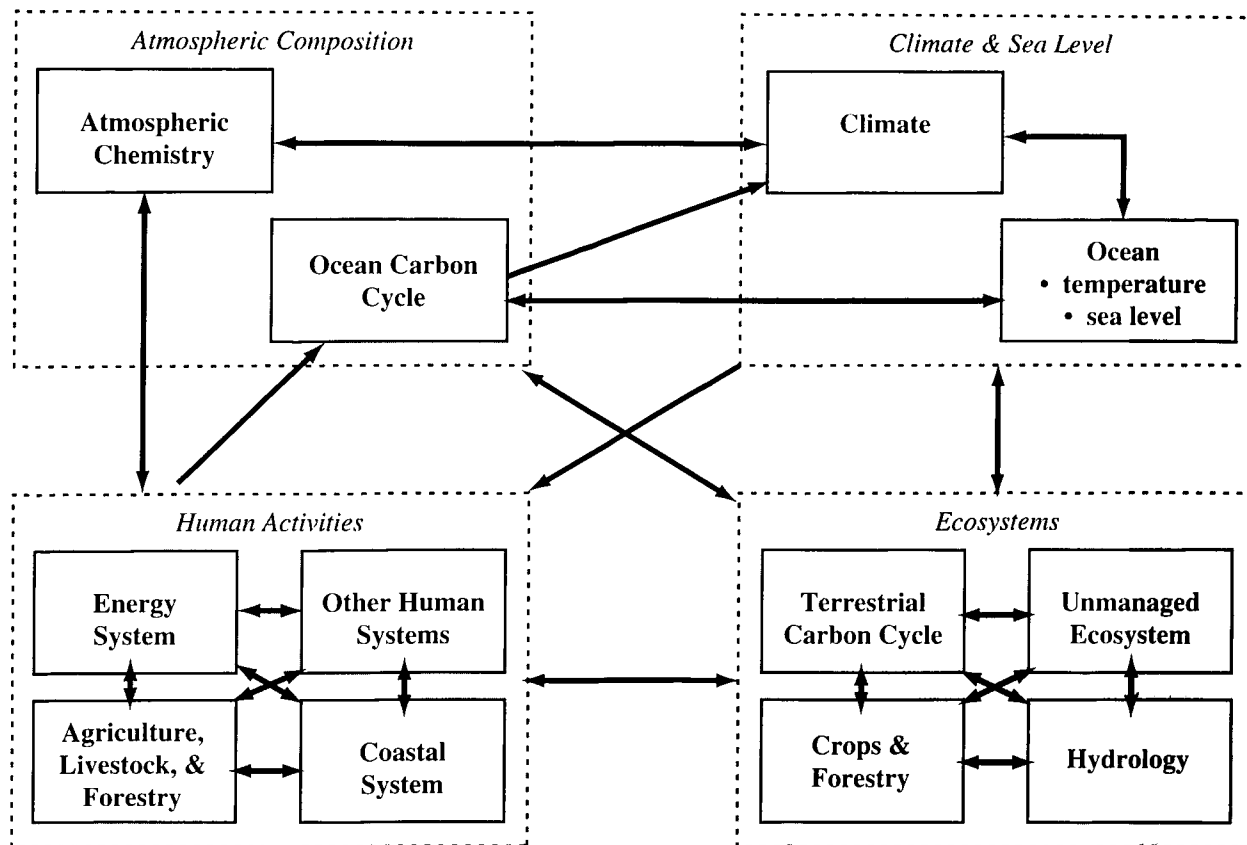 Atmospheric Composition
Atmospheric
Chemistry
Ocean Carbon
Cycle
Climate & Sea Level
Climate
Ocean
• temperature
• sea level
Human Activities
Energy
System
Other Human
Systems
Agriculture,
Livestock, &
Forestry
Coastal
System
Ecosystems
Terrestrial
Carbon Cycle
Unmanaged
Ecosystem
Crops &
Forestry
Hydrology